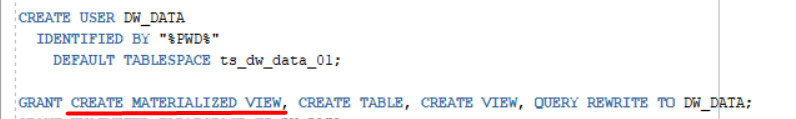 CREATE USER DW_DATA
IDENTIFIED BY "%PWD%"
DEFAULT TABLESPACE ts_dw_data_01;
GRANT CREATE MATERIALIZED VIEW, CREATE TABLE, CREATE VIEW, QUERY REWRITE TO DW_DATA;